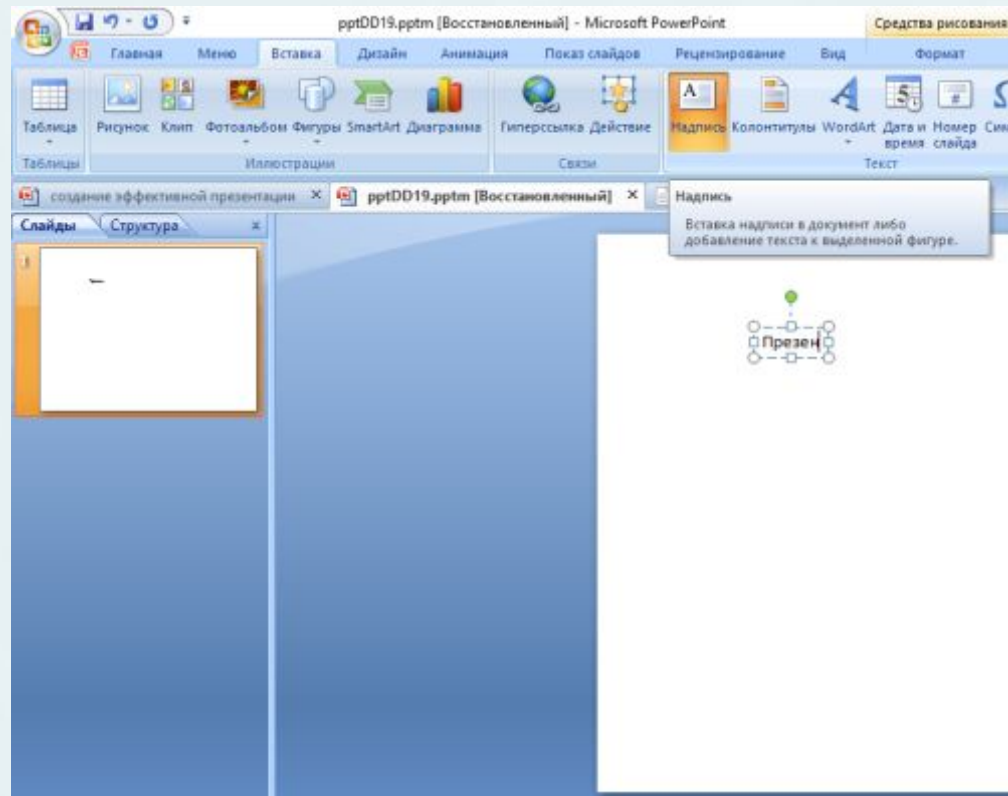 pptDD19.pptm [Восстановленный] - Microsoft PowerPoint
Средства рисования
Главная Меню Вставка Дизайн Анимация Показ слайдов Рецензирование Вид Формат
Таблица Рисунок Клип Фотоальбом Фигуры SmartArt Диаграмма Гиперссылка Действие Надпись Колонтитулы WordArt Дата и время Номер слайда
Таблицы Иллюстрации Связи Текст
создание эффективной презентации pptDD19.pptm [Восстановленный]
Надпись
Вставка надписи в документ либо
добавление текста к выделенной фигуре.
Слайды Структура
1
Презен